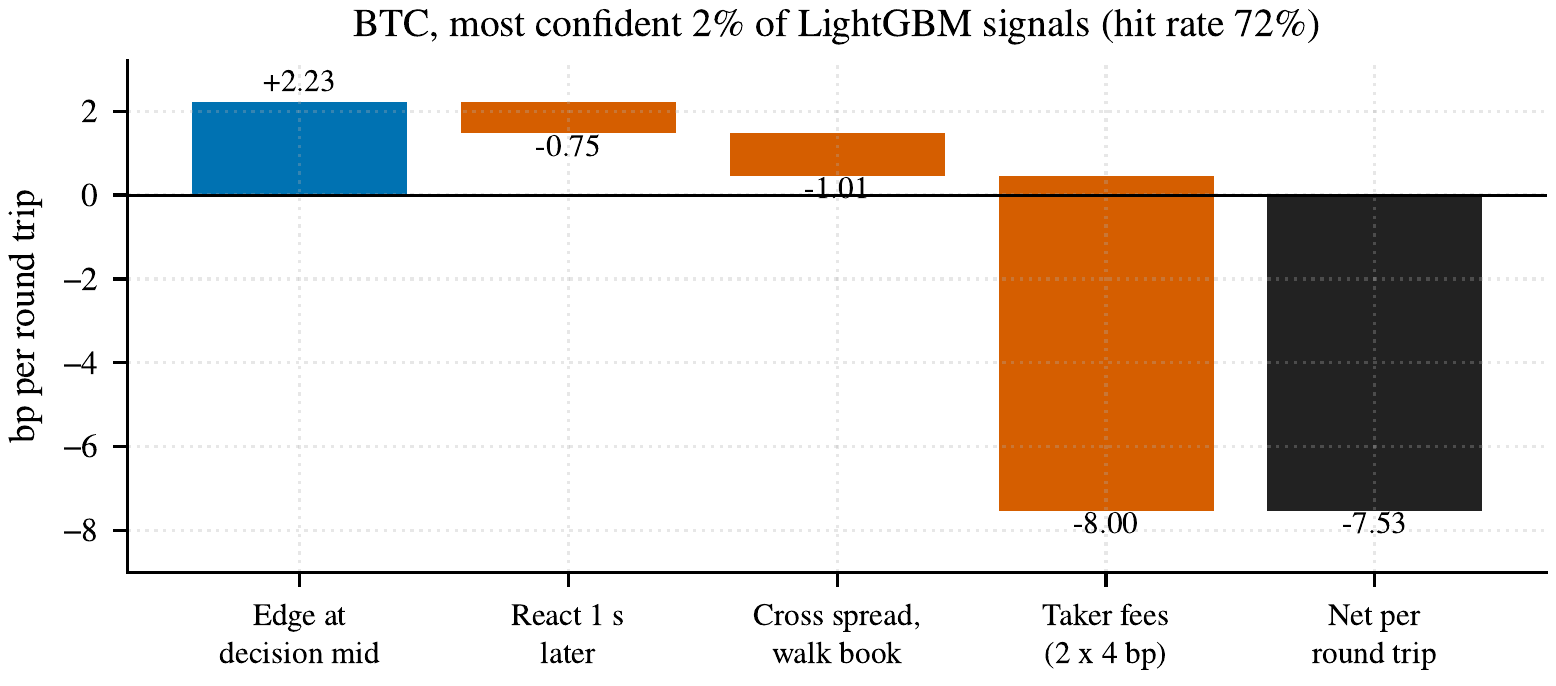 BTC, most confident 2% of LightGBM signals (hit rate 72%)
bp per round trip
2
0
−2
−4
−6
−8
+2.23
-0.75
-1.01
-8.00
-7.53
Edge at
decision mid
React 1 s
later
Cross spread,
walk book
Taker fees
(2 x 4 bp)
Net per
round trip